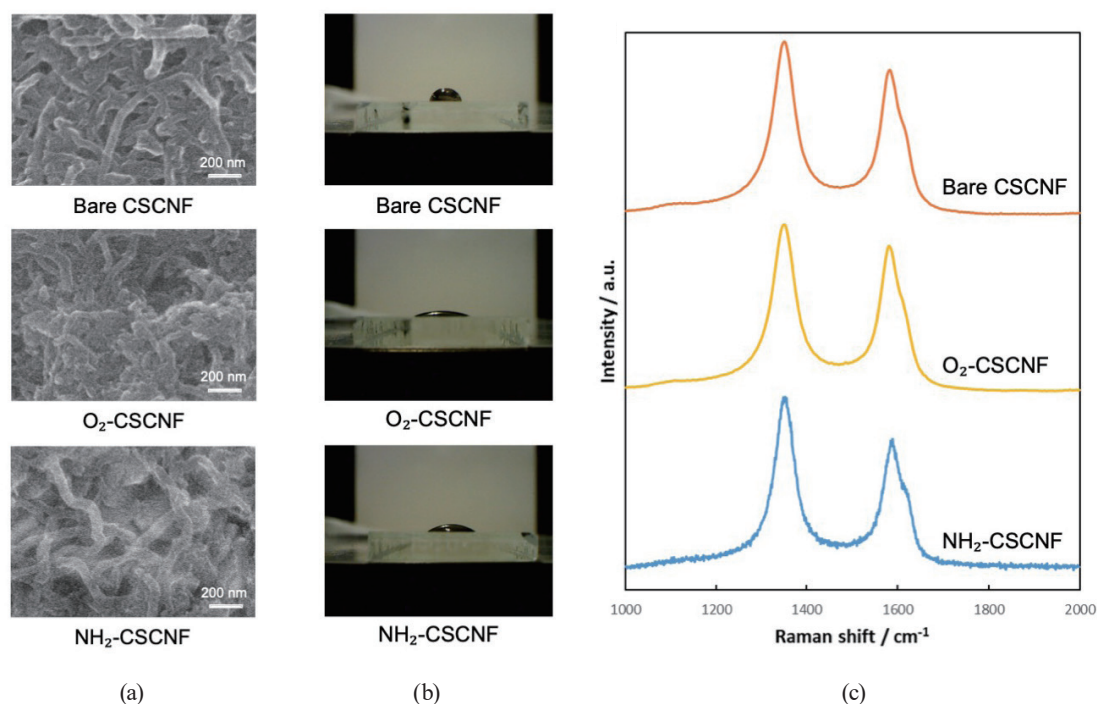 200 nm
Bare CSCNF
200 nm
O₂-CSCNF
200 nm
NH₂-CSCNF
(a)
Bare CSCNF
O₂-CSCNF
NH₂-CSCNF
(b)
Intensity / a.u.
Bare CSCNF
O₂-CSCNF
NH₂-CSCNF
1000 1200 1400 1600 1800 2000
Raman shift / cm⁻¹
(c)